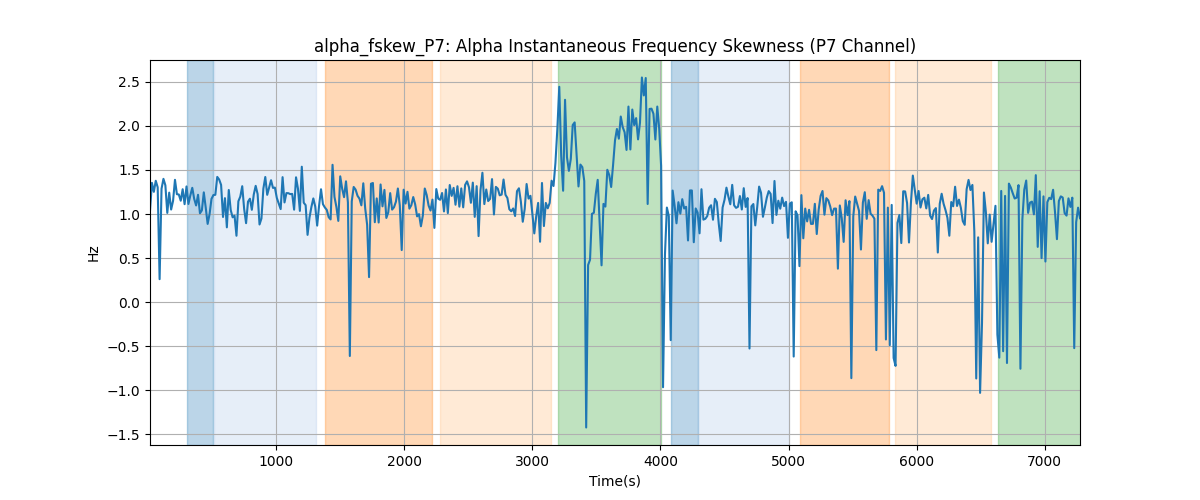 alpha_fskew_P7: Alpha Instantaneous Frequency Skewness (P7 Channel)
2.5
2.0
1.5
1.0
0.5
0.0
−0.5
−1.0
−1.5
Hz
1000 2000 3000 4000 5000 6000 7000
Time(s)